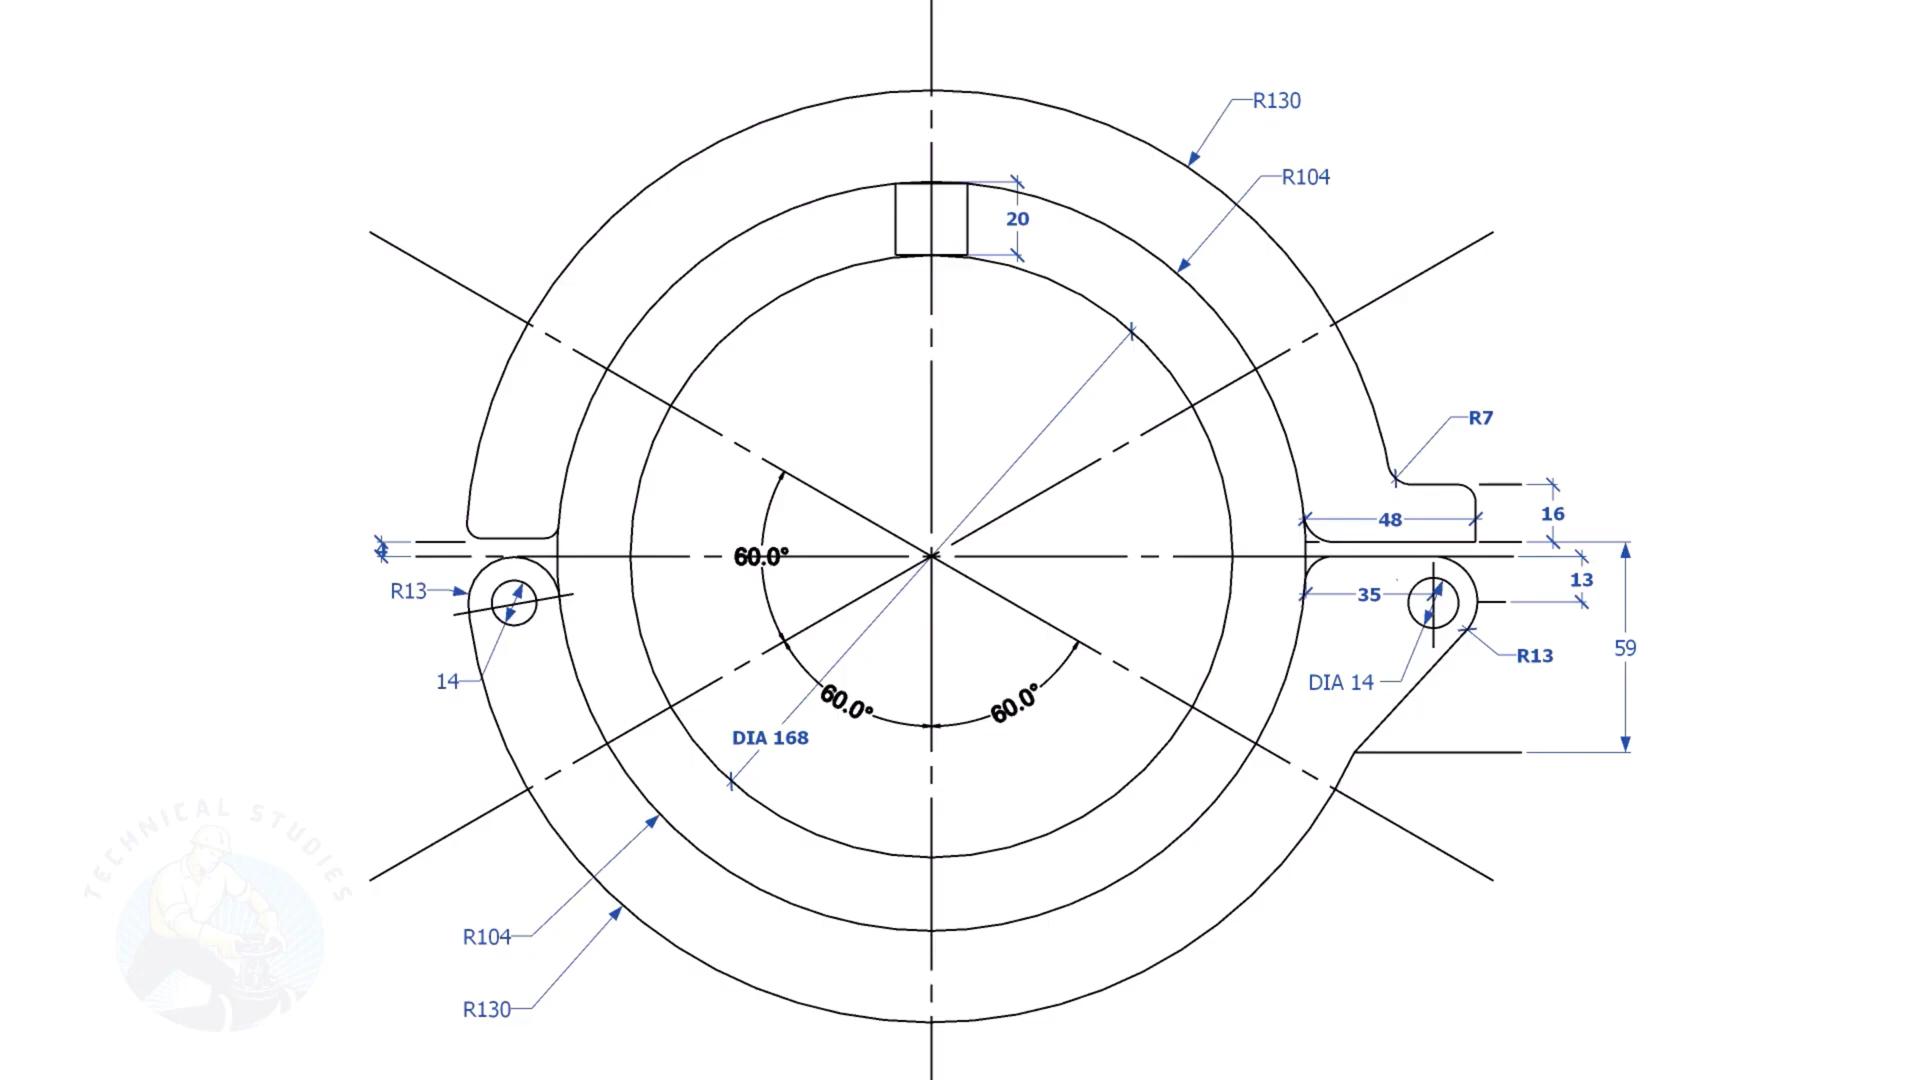 R130
R104
20
R7
48
16
4
60.0°
13
R13
35
59
R13
14
DIA 14
60.0°
60.0°
DIA 168
TECHNICAL STUDIES
R104
R130